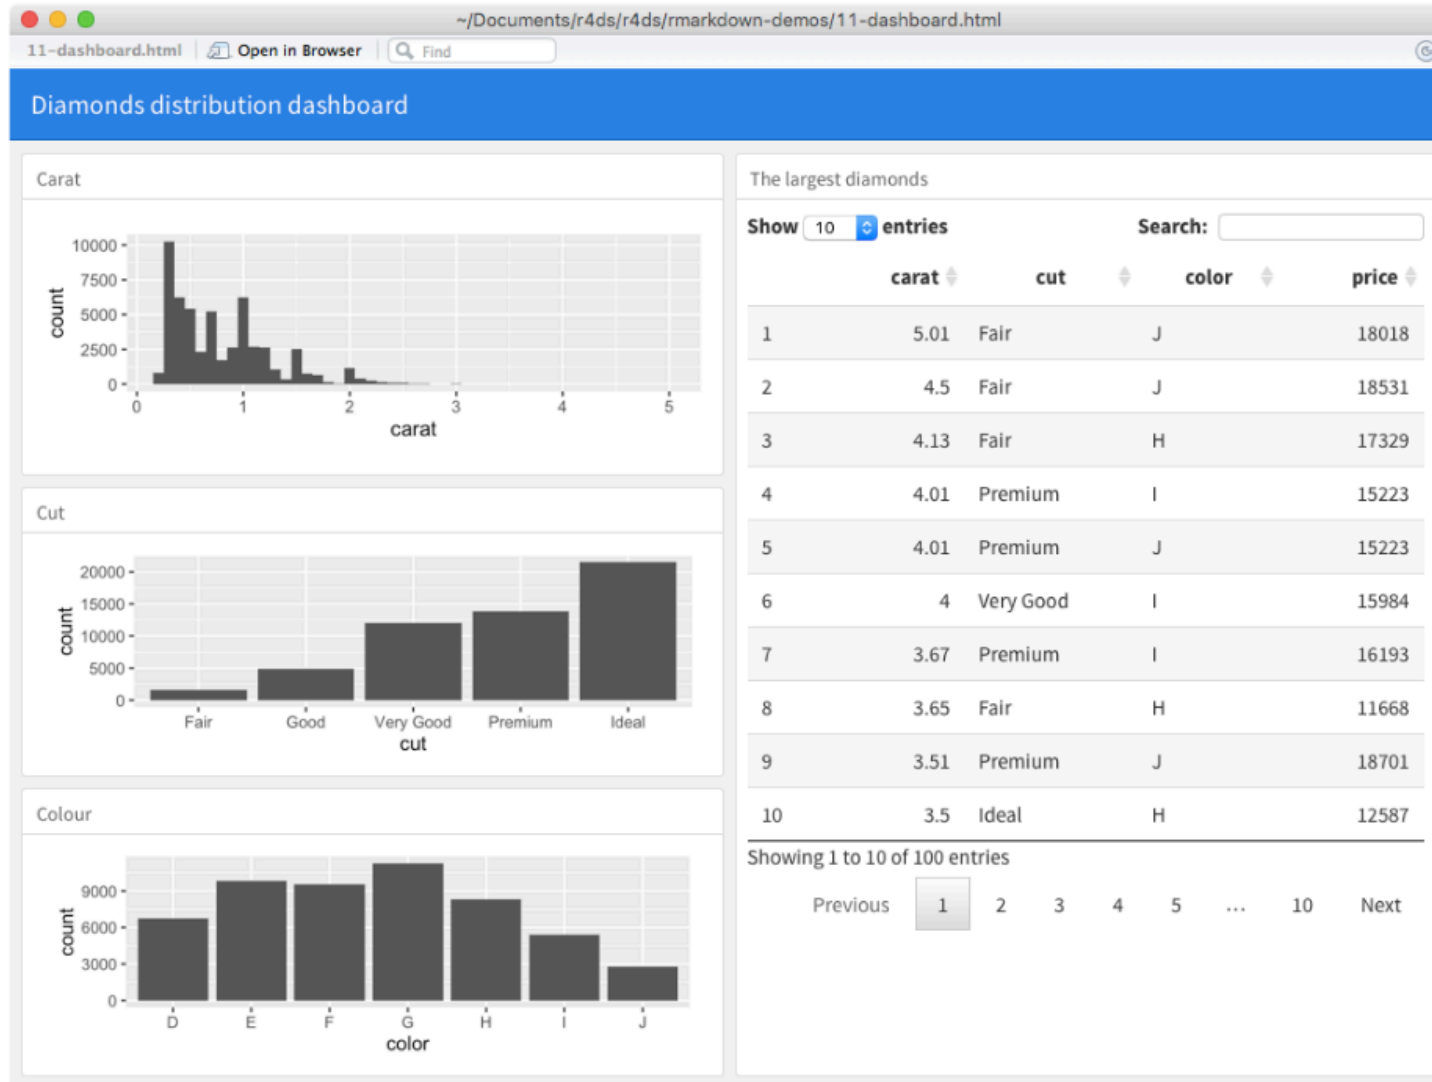 ~/Documents/r4ds/r4ds/rmarkdown-demos/11-dashboard.html
11-dashboard.html Open in Browser Find
Diamonds distribution dashboard
Carat
10000
7500
5000
2500
0
count
0 1 2 3 4 5
carat
Cut
20000
15000
10000
5000
0
count
Fair Good Very Good Premium Ideal
cut
Colour
9000
6000
3000
0
count
D E F G H I J
color
The largest diamonds
Show 10 entries Search:
carat cut color price
1 5.01 Fair J 18018
2 4.5 Fair J 18531
3 4.13 Fair H 17329
4 4.01 Premium I 15223
5 4.01 Premium J 15223
6 4 Very Good I 15984
7 3.67 Premium I 16193
8 3.65 Fair H 11668
9 3.51 Premium J 18701
10 3.5 Ideal H 12587
Showing 1 to 10 of 100 entries
Previous 1 2 3 4 5 … 10 Next